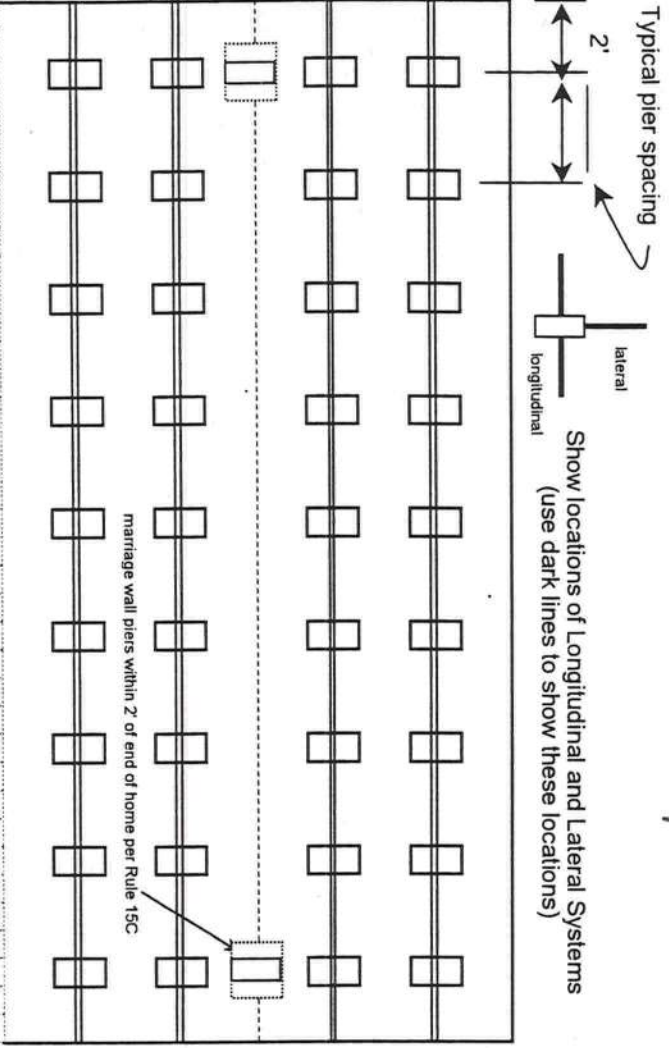 Typical pier spacing
2'
lateral
longitudinal
Show locations of Longitudinal and Lateral Systems
(use dark lines to show these locations)
marriage wall piers within 2' of end of home per Rule 15C